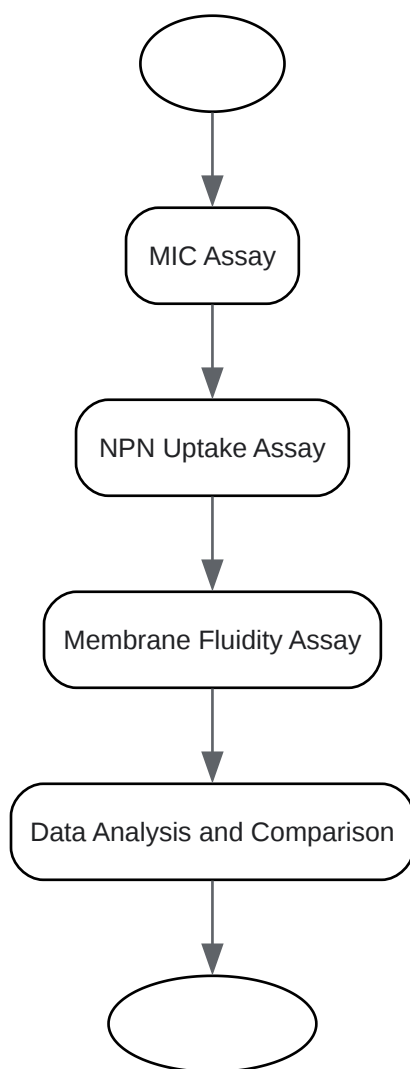 MIC Assay
NPN Uptake Assay
Membrane Fluidity Assay
Data Analysis and Comparison